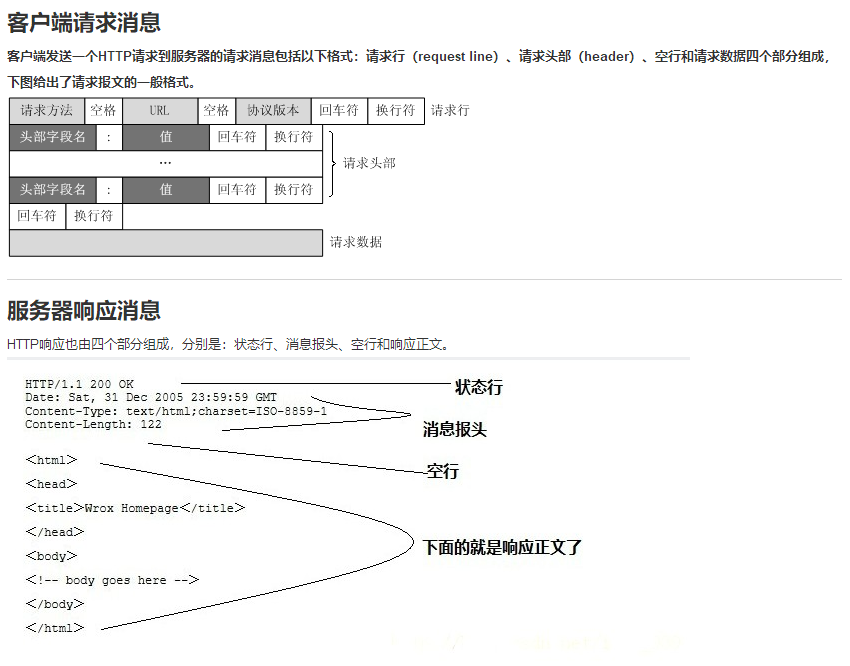 客户端请求消息
客户端发送一个HTTP请求到服务器的请求消息包括以下格式：请求行（request line）、请求头部（header）、空行和请求数据四个部分组成，
下图给出了请求报文的一般格式。
请求方法 空格 URL 空格 协议版本 回车符 换行符 请求行
头部字段名 : 值 回车符 换行符
... 请求头部
头部字段名 : 值 回车符 换行符
回车符 换行符
请求数据
服务器响应消息
HTTP响应也由四个部分组成，分别是：状态行、消息报头、空行和响应正文。
HTTP/1.1 200 OK 状态行
Date: Sat, 31 Dec 2005 23:59:59 GMT
Content-Type: text/html;charset=ISO-8859-1
Content-Length: 122
消息报头
<html>
空行
<head>
<title>Wrox Homepage</title>
</head>
下面的就是响应正文了
<body>
<!-- body goes here -->
</body>
</html>